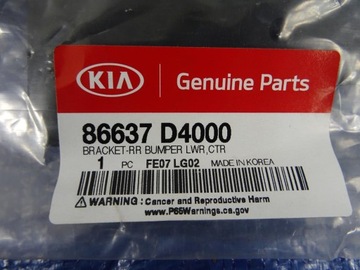 KIA
Genuine Parts
86637 D4000
BRACKET-RR BUMPER LWR,CTR
1 PC FE07 LG02 MADE IN KOREA
⚠ WARNING: Cancer and Reproductive Harm
www.P65Warnings.ca.gov